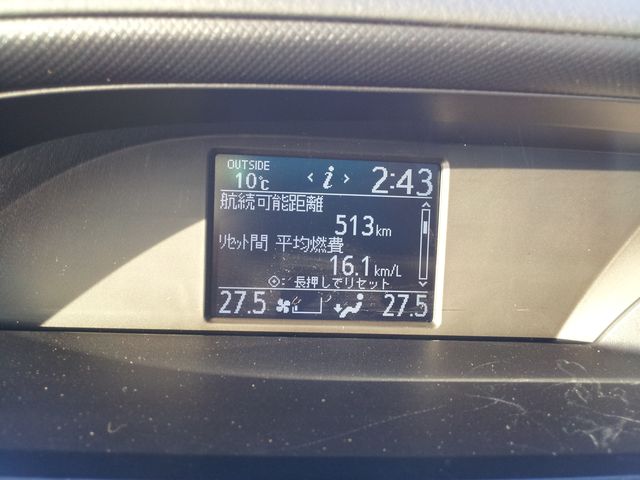 OUTSIDE
10℃ < i > 2:43
航続可能距離
513km
ﾘｾｯﾄ間 平均燃費
16.1km/L
: 長押しでリセット
27.5 27.5